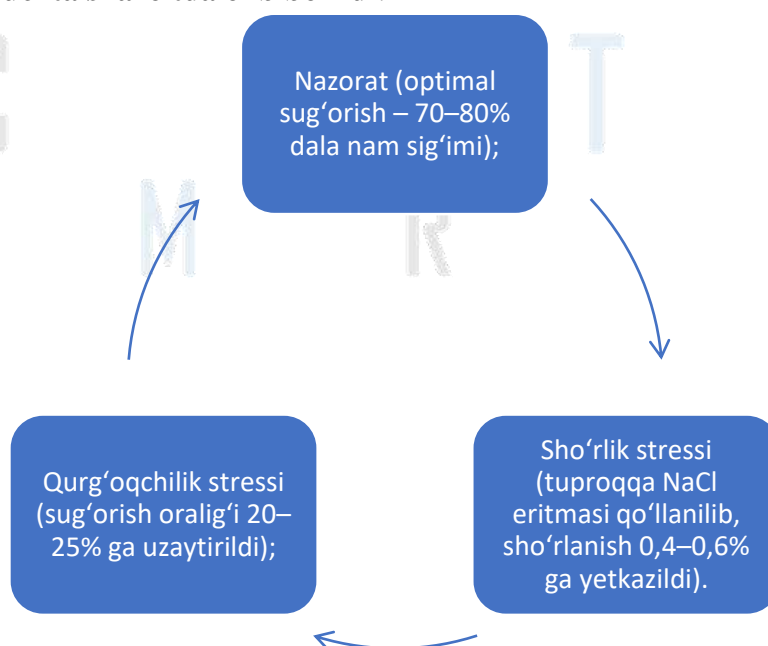 T
M
R
Nazorat (optimal
sug‘orish – 70–80%
dala nam sig‘imi);
Sho‘rlik stressi
(tuproqqa NaCl
eritmasi qo‘llanilib,
sho‘rlanish 0,4–0,6%
ga yetkazildi).
Qurg‘oqchilik stressi
(sug‘orish oralig‘i 20–
25% ga uzaytirildi);